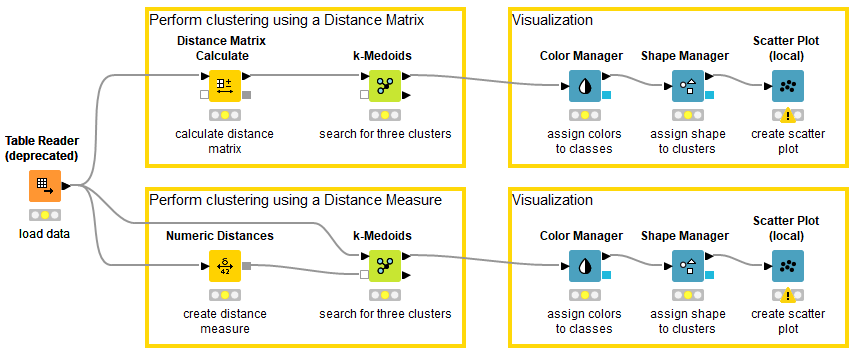 Perform clustering using a Distance Matrix
Visualization
Distance Matrix
Calculate
k-Medoids
Color Manager
Shape Manager
Scatter Plot
(local)
calculate distance
matrix
search for three clusters
assign colors
to classes
assign shape
to clusters
create scatter
plot
Table Reader
(deprecated)
load data
Perform clustering using a Distance Measure
Visualization
Numeric Distances
k-Medoids
Color Manager
Shape Manager
Scatter Plot
(local)
δ
42
create distance
measure
search for three clusters
assign colors
to classes
assign shape
to clusters
create scatter
plot